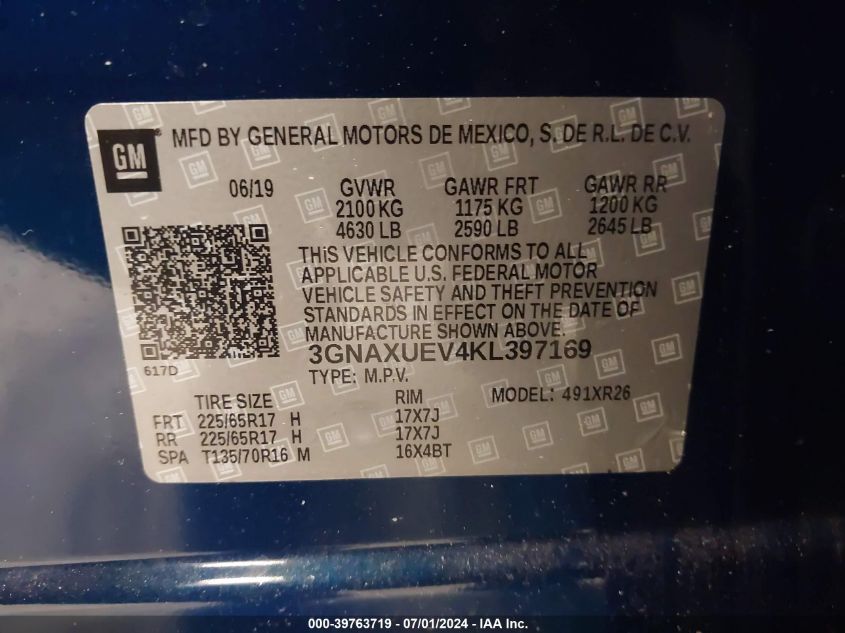 GM
MFD BY GENERAL MOTORS DE MEXICO, S. DE R.L. DE C.V.
06/19 GVWR GAWR FRT GAWR RR
2100 KG 1175 KG 1200 KG
4630 LB 2590 LB 2645 LB
THiS VEHICLE CONFORMS TO ALL
APPLICABLE U.S. FEDERAL MOTOR
VEHICLE SAFETY AND THEFT PREVENTION
STANDARDS IN EFFECT ON THE DATE OF
MANUFACTURE SHOWN ABOVE.
3GNAXUEV4KL397169
617D
TYPE: M.P.V. MODEL: 491XR26
TIRE SIZE RIM
FRT 225/65R17 H 17X7J
RR 225/65R17 H 17X7J
SPA T135/70R16 M 16X4BT
000-39763719 - 07/01/2024 - IAA Inc.